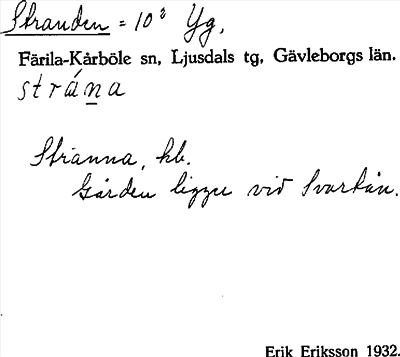 Stranden = 10³ Yg,
Färila-Kårböle sn, Ljusdals tg, Gävleborgs län.
strána
Stranna, hb.
Gården ligger vid Svartån.
Erik Eriksson 1932.